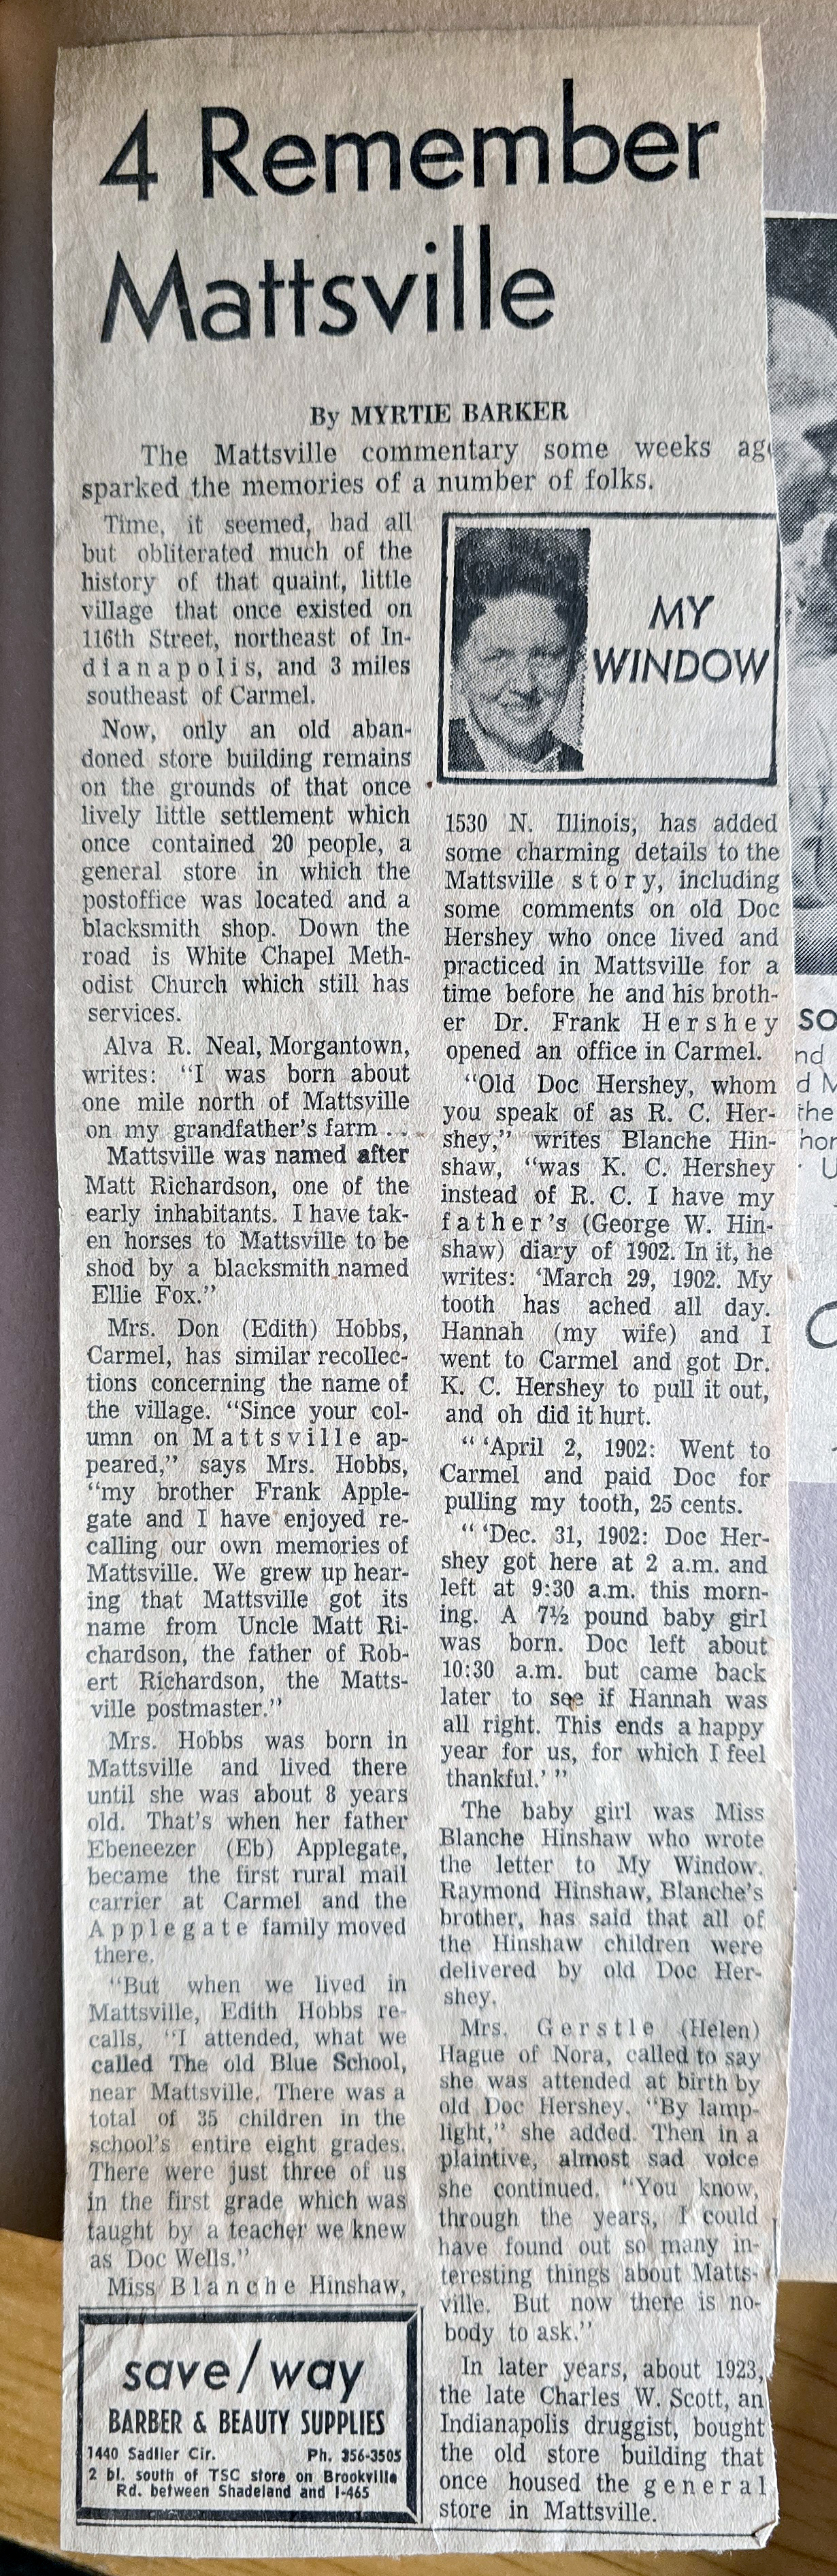 4 Remember
Mattsville
By MYRTIE BARKER
The Mattsville commentary some weeks
sparked the memories of a number of folks.
Time, it seemed, had all
but obliterated much of the
history of that quaint, little
village that once existed on
116th Street, northeast of In-
dianapolis, and 3 miles
southeast of Carmel.
Now, only an old aban-
doned store building remains
on the grounds of that once
lively little settlement which
once contained 20 people, a
general store in which the
postoffice was located and a
blacksmith shop. Down the
road is White Chapel Meth-
odist Church which still has
services.
Alva R. Neal, Morgantown,
writes: “I was born about
one mile north of Mattsville
on my grandfather’s farm . . .
Mattsville was named after
Matt Richardson, one of the
early inhabitants. I have tak-
en horses to Mattsville to be
shod by a blacksmith named
Ellie Fox.”
Mrs. Don (Edith) Hobbs,
Carmel, has similar recollec-
tions concerning the name of
the village. “Since your col-
umn on Mattsville ap-
peared,” says Mrs. Hobbs,
“my brother Frank Apple-
gate and I have enjoyed re-
calling our own memories of
Mattsville. We grew up hear-
ing that Mattsville got its
name from Uncle Matt Ri-
chardson, the father of Rob-
ert Richardson, the Matts-
ville postmaster.”
Mrs. Hobbs was born in
Mattsville and lived there
until she was about 8 years
old. That’s when her father
Ebeneezer (Eb) Applegate,
became the first rural mail
carrier at Carmel and the
Applegate family moved
there.
“But when we lived in
Mattsville, Edith Hobbs re-
calls, “I attended, what we
called The old Blue School,
near Mattsville. There was a
total of 35 children in the
school’s entire eight grades.
There were just three of us
in the first grade which was
taught by a teacher we knew
as Doc Wells.”
Miss Blanche Hinshaw,
save/way
BARBER & BEAUTY SUPPLIES
1440 Sadlier Cir. Ph. 356-3505
2 bl. south of TSC store on Brookville
Rd. between Shadeland and I-465
MY
WINDOW
1530 N. Illinois, has added
some charming details to the
Mattsville story, including
some comments on old Doc
Hershey who once lived and
practiced in Mattsville for a
time before he and his broth-
er Dr. Frank Hershey
opened an office in Carmel.
“Old Doc Hershey, whom
you speak of as R. C. Her-
shey,” writes Blanche Hin-
shaw, “was K. C. Hershey
instead of R. C. I have my
father’s (George W. Hin-
shaw) diary of 1902. In it, he
writes: ‘March 29, 1902. My
tooth has ached all day.
Hannah (my wife) and I
went to Carmel and got Dr.
K. C. Hershey to pull it out,
and oh did it hurt.
“ ‘April 2, 1902: Went to
Carmel and paid Doc for
pulling my tooth, 25 cents.
“ ‘Dec. 31, 1902: Doc Her-
shey got here at 2 a.m. and
left at 9:30 a.m. this morn-
ing. A 7½ pound baby girl
was born. Doc left about
10:30 a.m. but came back
later to see if Hannah was
all right. This ends a happy
year for us, for which I feel
thankful.’ ”
The baby girl was Miss
Blanche Hinshaw who wrote
the letter to My Window.
Raymond Hinshaw, Blanche’s
brother, has said that all of
the Hinshaw children were
delivered by old Doc Her-
shey.
Mrs. Gerstle (Helen)
Hague of Nora, called to say
she was attended at birth by
old Doc Hershey. “By lamp-
light,” she added. Then in a
plaintive, almost sad voice
she continued. “You know,
through the years, I could
have found out so many in-
teresting things about Matts-
ville. But now there is no-
body to ask.”
In later years, about 1923,
the late Charles W. Scott, an
Indianapolis druggist, bought
the old store building that
once housed the general
store in Mattsville.